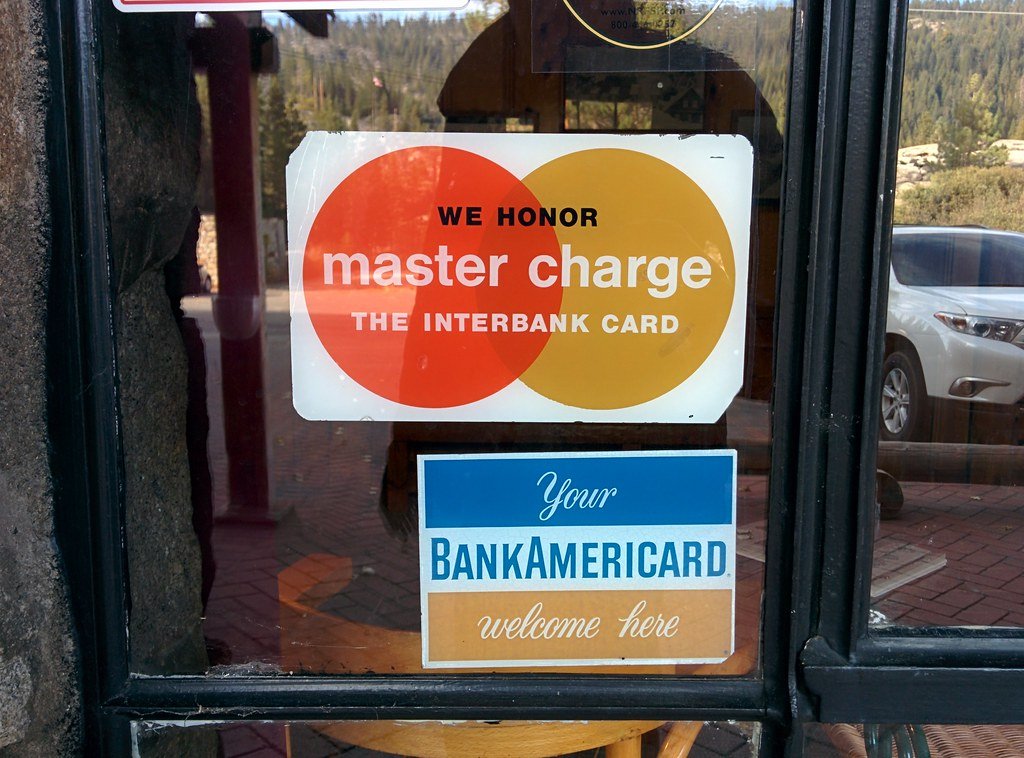 WE HONOR
master charge
THE INTERBANK CARD
Your
BANKAMERICARD
welcome here